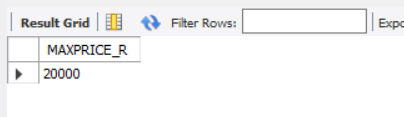 Result Grid Filter Rows: Expo
MAXPRICE_R
20000